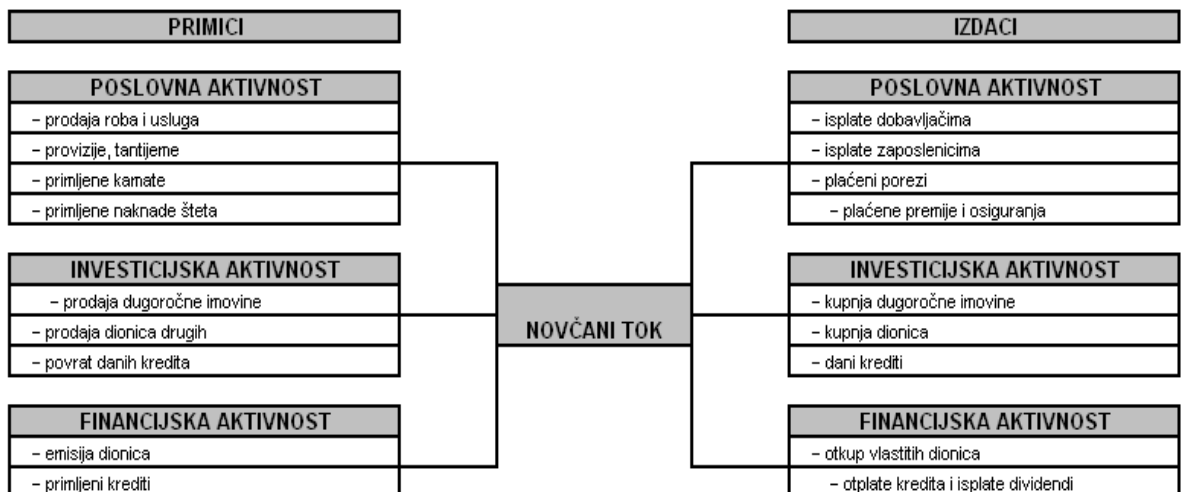 PRIMICI
POSLOVNA AKTIVNOST
– prodaja roba i usluga
– provizije, tantijeme
– primljene kamate
– primljene naknade šteta
INVESTICIJSKA AKTIVNOST
– prodaja dugoročne imovine
– prodaja dionica drugih
– povrat danih kredita
FINANCIJSKA AKTIVNOST
– emisija dionica
– primljeni krediti
NOVČANI TOK
IZDACI
POSLOVNA AKTIVNOST
– isplate dobavljačima
– isplate zaposlenicima
– plaćeni porezi
– plaćene premije i osiguranja
INVESTICIJSKA AKTIVNOST
– kupnja dugoročne imovine
– kupnja dionica
– dani krediti
FINANCIJSKA AKTIVNOST
– otkup vlastitih dionica
– otplate kredita i isplate dividendi